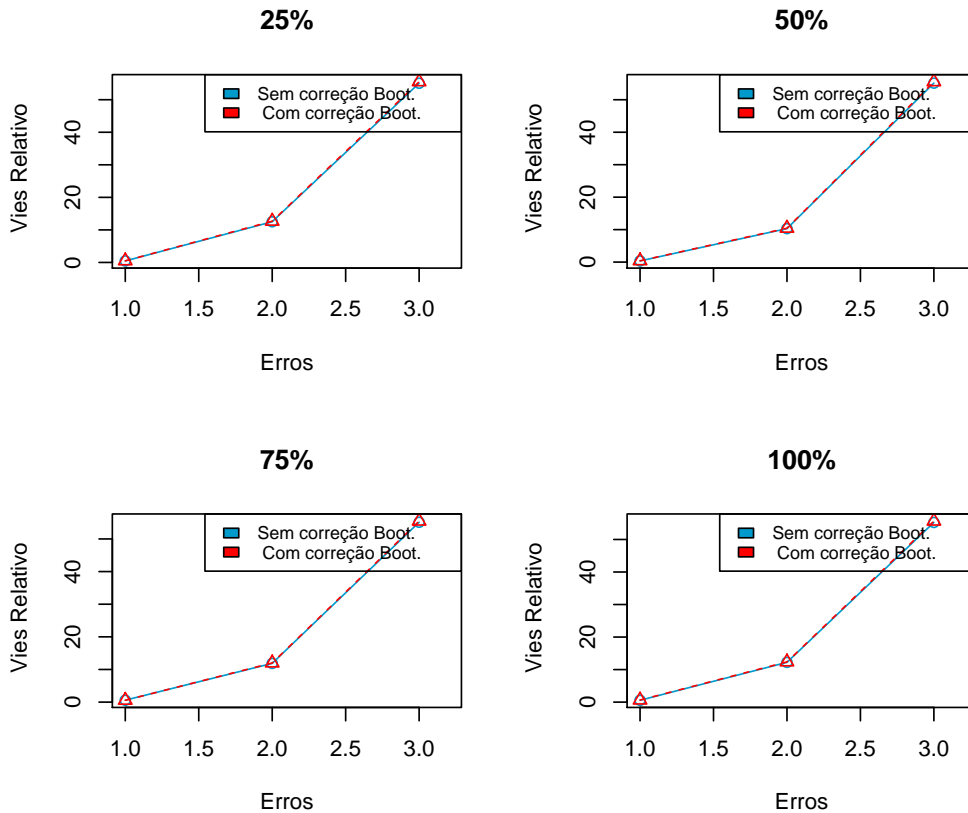 25%
Vies Relativo
0 20 40
Sem correção Boot.
Com correção Boot.
1.0 1.5 2.0 2.5 3.0
Erros
50%
Vies Relativo
0 20 40
Sem correção Boot.
Com correção Boot.
1.0 1.5 2.0 2.5 3.0
Erros
75%
Vies Relativo
0 20 40
Sem correção Boot.
Com correção Boot.
1.0 1.5 2.0 2.5 3.0
Erros
100%
Vies Relativo
0 20 40
Sem correção Boot.
Com correção Boot.
1.0 1.5 2.0 2.5 3.0
Erros